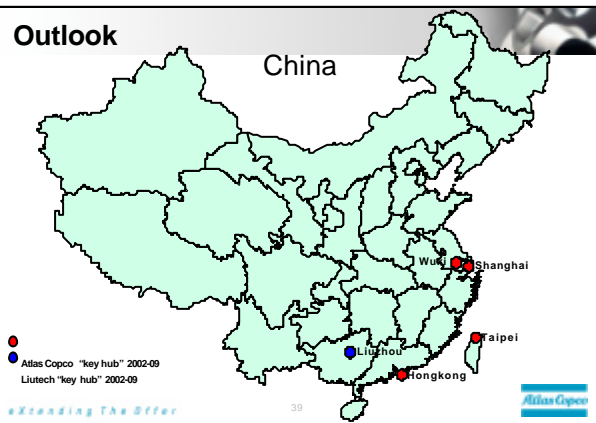 Outlook
China
Wuxi
Shanghai
Taipei
Liuzhou
Hongkong
Atlas Copco "key hub" 2002-09
Liutech "key hub" 2002-09
eXtending The Offer
39
Atlas Copco